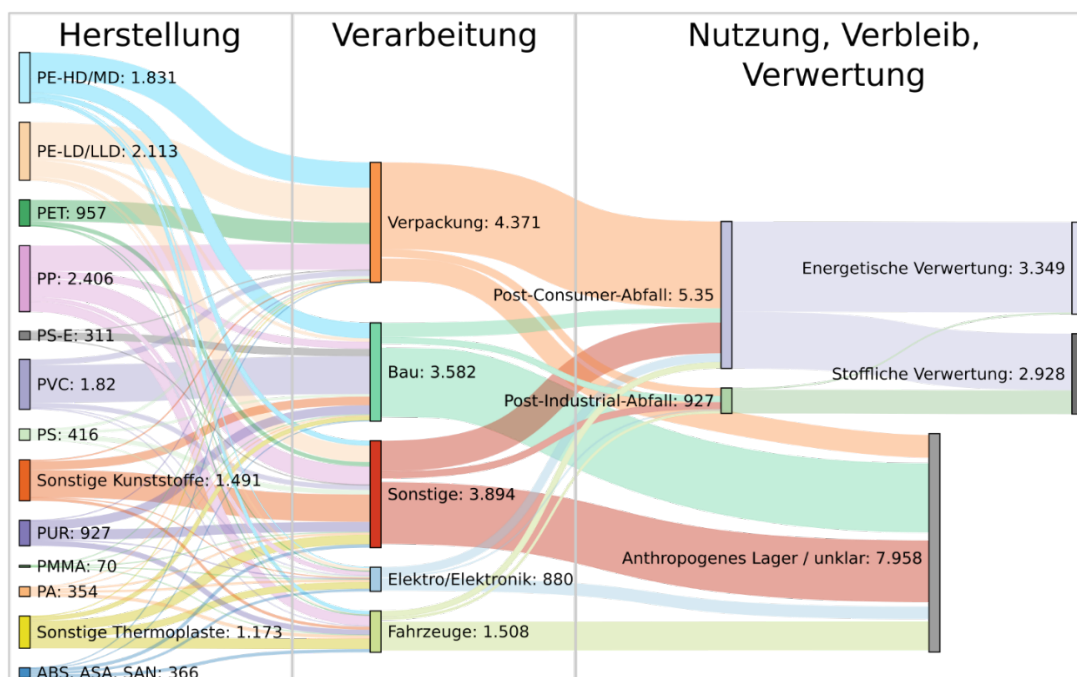 Herstellung
Verarbeitung
Nutzung, Verbleib,
Verwertung
PE-HD/MD: 1.831
PE-LD/LLD: 2.113
PET: 957
PP: 2.406
PS-E: 311
PVC: 1.82
PS: 416
Sonstige Kunststoffe: 1.491
PUR: 927
PMMA: 70
PA: 354
Sonstige Thermoplaste: 1.173
ABS, ASA, SAN: 366
Verpackung: 4.371
Bau: 3.582
Sonstige: 3.894
Elektro/Elektronik: 880
Fahrzeuge: 1.508
Post-Consumer-Abfall: 5.35
Post-Industrial-Abfall: 927
Energetische Verwertung: 3.349
Stoffliche Verwertung: 2.928
Anthropogenes Lager / unklar: 7.958